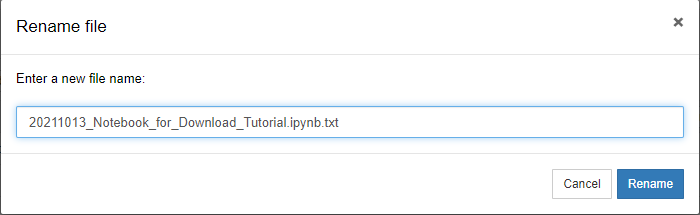 Rename file
Enter a new file name:
20211013_Notebook_for_Download_Tutorial.ipynb.txt
Cancel
Rename